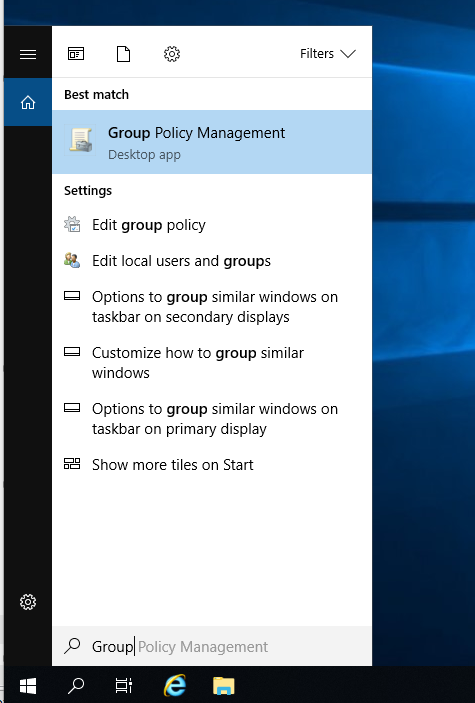 Filters
Best match
Group Policy Management
Desktop app
Settings
Edit group policy
Edit local users and groups
Options to group similar windows on
taskbar on secondary displays
Customize how to group similar
windows
Options to group similar windows on
taskbar on primary display
Show more tiles on Start
Group Policy Management